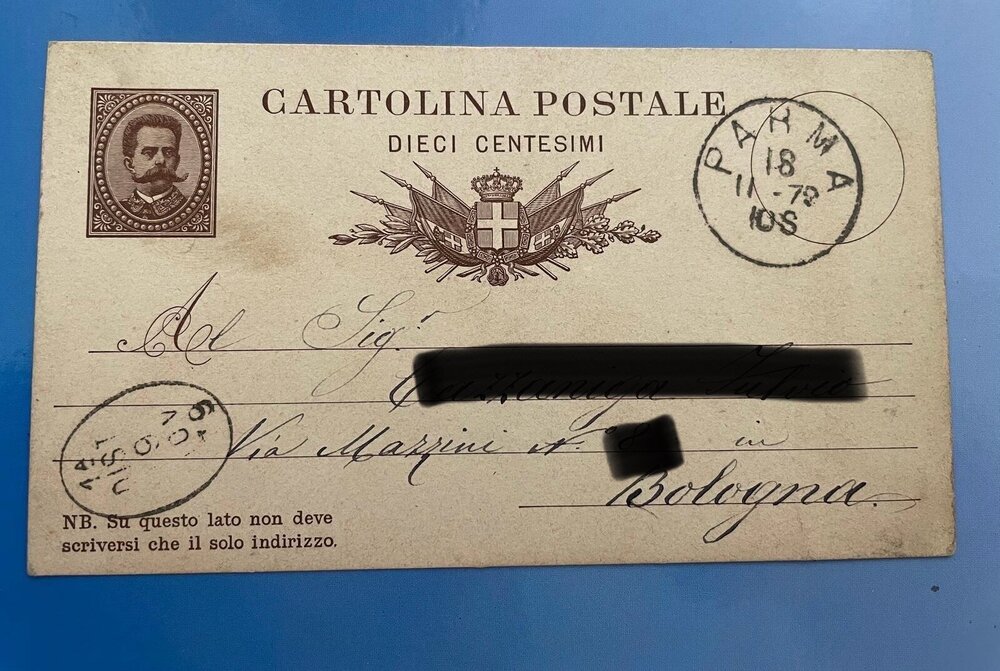 CARTOLINA POSTALE
DIECI CENTESIMI
PARMA
18
11 -79
10S
Al Sig.r
Via Mazzini N.° in
Bologna
NB. Su questo lato non deve
scriversi che il solo indirizzo.